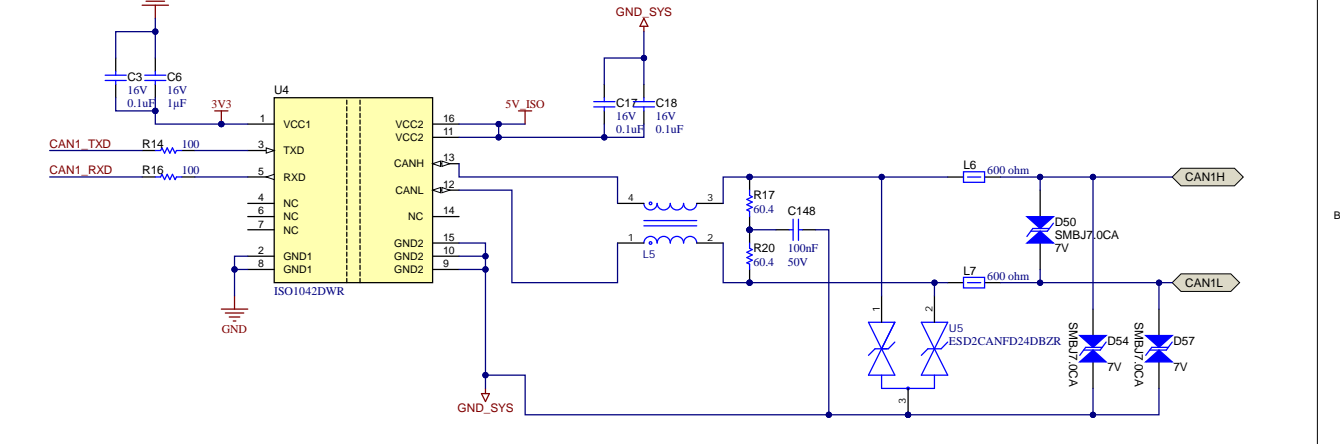 GND_SYS
C3
16V
0.1uF
C6
16V
1µF
3V3
U4
5V_ISO
C17
16V
0.1uF
C18
16V
0.1uF
CAN1_TXD
R14
100
CAN1_RXD
R16
100
1
VCC1
3
TXD
5
RXD
4
NC
6
NC
7
NC
2
GND1
8
GND1
VCC2
16
VCC2
11
CANH
13
CANL
12
NC
14
GND2
15
GND2
10
GND2
9
ISO1042DWR
GND
GND_SYS
4
3
1
2
L5
R17
60.4
R20
60.4
C148
100nF
50V
L6
600 ohm
CAN1H
L7
600 ohm
CAN1L
D50
SMBJ7.0CA
7V
1
2
3
U5
ESD2CANFD24DBZR
SMBJ7.0CA
D54
7V
SMBJ7.0CA
D57
7V
B